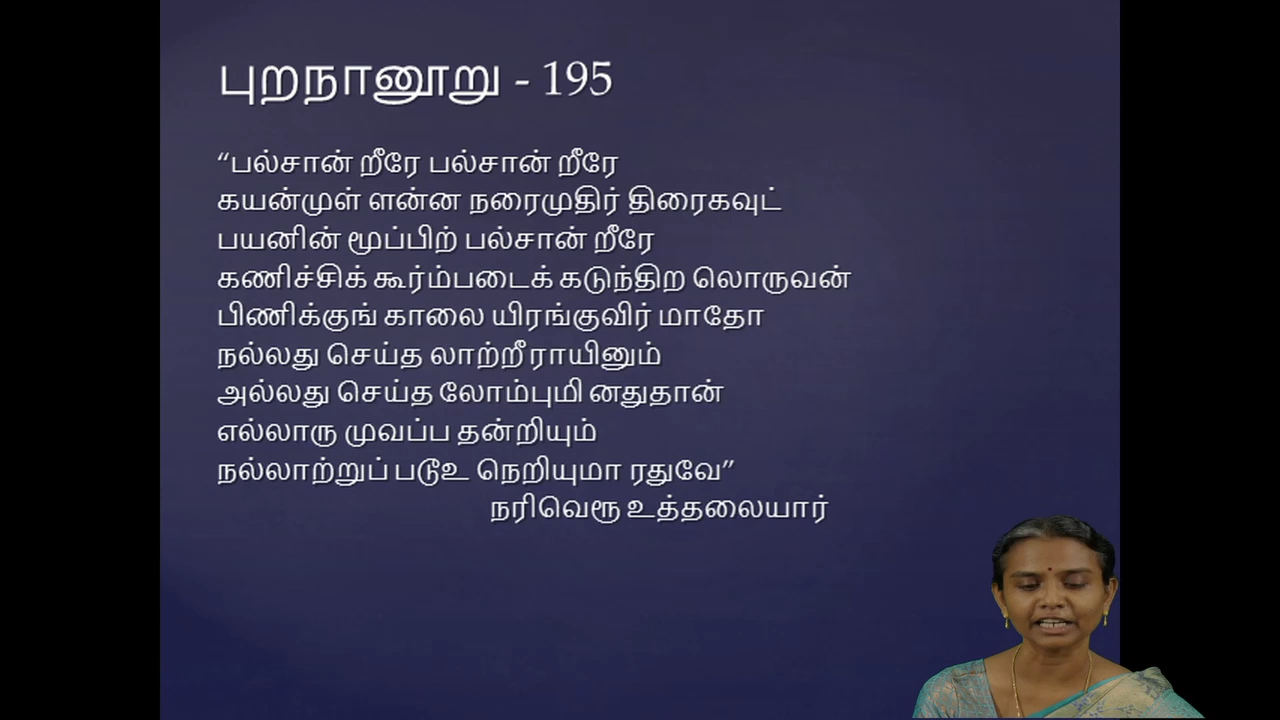 புறநானூறு - 195
“பல்சான் றீரே பல்சான் றீரே
கயன்முள் ளன்ன நரைமுதிர் திரைகவுட்
பயனின் மூப்பிற் பல்சான் றீரே
கணிச்சிக் கூர்ம்படைக் கடுந்திற லொருவன்
பிணிக்குங் காலை யிரங்குவிர் மாதோ
நல்லது செய்த லாற்றீராயினும்
அல்லது செய்த லோம்புமி னதுதான்
எல்லாரு முவப்ப தன்றியும்
நல்லாற்றுப் படூஉ நெறியுமா ரதுவே”
நரிவெரூ உத்தலையார்